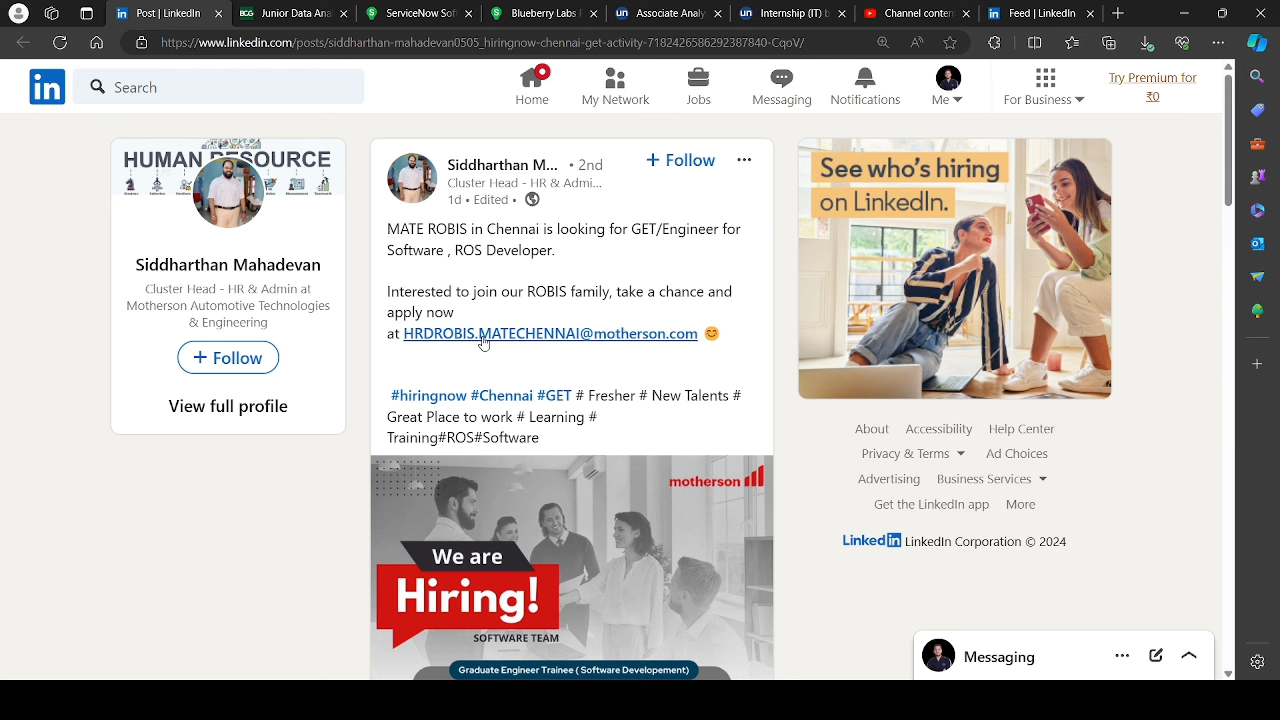 Post | LinkedIn
BCG Junior Data Ana
ServiceNow Sof
Blueberry Labs
un Associate Analy
un Internship (IT)
Channel conten
Feed | LinkedIn
https://www.linkedin.com/posts/siddharthan-mahadevan0505_hiringnow-chennai-get-activity-7182426586292387840-CqoV/
in
Search
Home
My Network
Jobs
Messaging
Notifications
Me
For Business
Try Premium for
₹0
HUMAN RESOURCE
Siddharthan Mahadevan
Cluster Head - HR & Admin at
Motherson Automotive Technologies
& Engineering
+ Follow
View full profile
Siddharthan M... • 2nd
+ Follow
Cluster Head - HR & Admi...
1d • Edited •
MATE ROBIS in Chennai is looking for GET/Engineer for
Software , ROS Developer.
Interested to join our ROBIS family, take a chance and
apply now
at HRDROBIS.MATECHENNAI@motherson.com 😊
#hiringnow #Chennai #GET # Fresher # New Talents #
Great Place to work # Learning #
Training#ROS#Software
motherson
We are
Hiring!
SOFTWARE TEAM
Graduate Engineer Trainee ( Software Developement)
See who's hiring
on LinkedIn.
About Accessibility Help Center
Privacy & Terms Ad Choices
Advertising Business Services
Get the LinkedIn app More
LinkedIn LinkedIn Corporation © 2024
Messaging